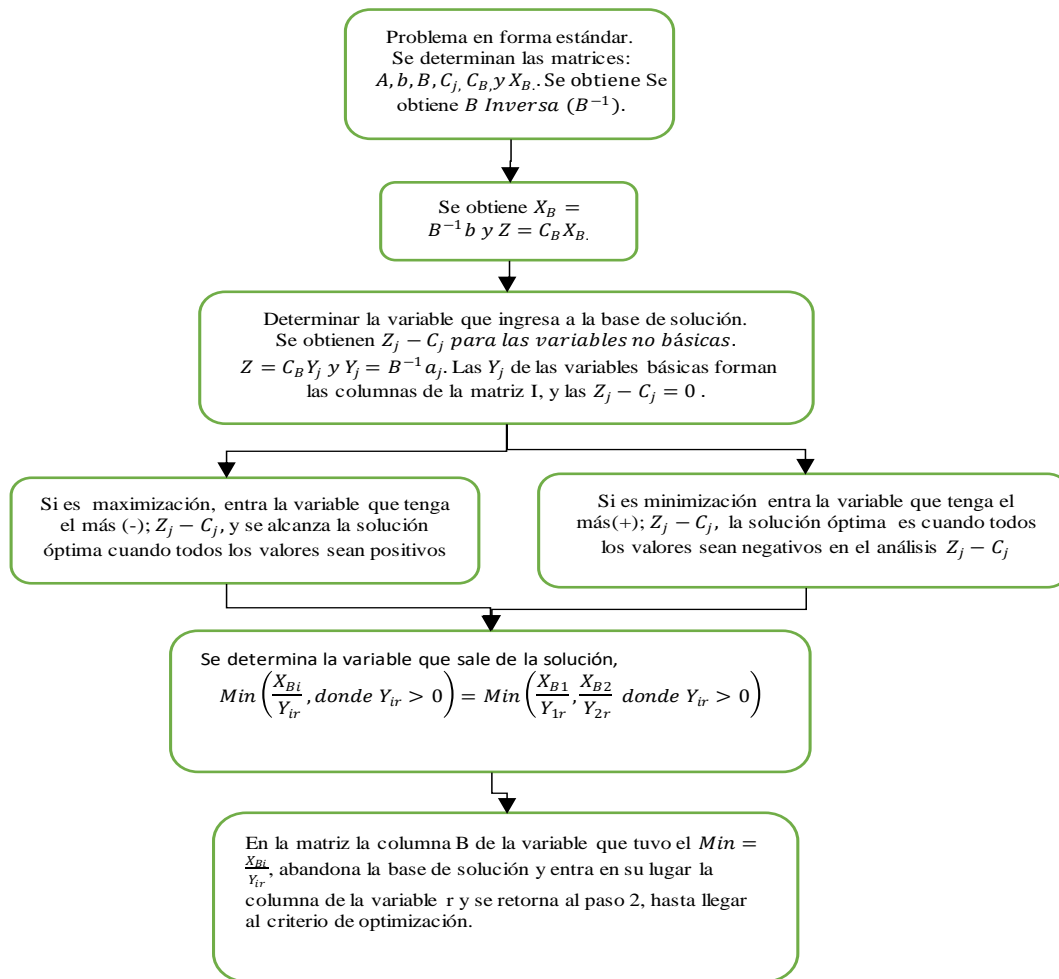 Problema en forma estándar.
Se determinan las matrices:
A, b, B, C_j, C_B, y X_B.. Se obtiene Se
obtiene B Inversa (B^{-1}).
Se obtiene X_B =
B^{-1}b y Z = C_B X_B.
Determinar la variable que ingresa a la base de solución.
Se obtienen Z_j − C_j para las variables no básicas.
Z = C_B Y_j y Y_j = B^{-1} a_j. Las Y_j de las variables básicas forman
las columnas de la matriz I, y las Z_j − C_j = 0 .
Si es maximización, entra la variable que tenga
el más (-); Z_j − C_j, y se alcanza la solución
óptima cuando todos los valores sean positivos
Si es minimización entra la variable que tenga el
más(+); Z_j − C_j, la solución óptima es cuando todos
los valores sean negativos en el análisis Z_j − C_j
Se determina la variable que sale de la solución,
Min(X_{Bi}/Y_{ir}, donde Y_{ir} > 0) = Min(X_{B1}/Y_{1r}, X_{B2}/Y_{2r} donde Y_{ir} > 0)
En la matriz la columna B de la variable que tuvo el Min =
X_{Bi}/Y_{ir}, abandona la base de solución y entra en su lugar la
columna de la variable r y se retorna al paso 2, hasta llegar
al criterio de optimización.